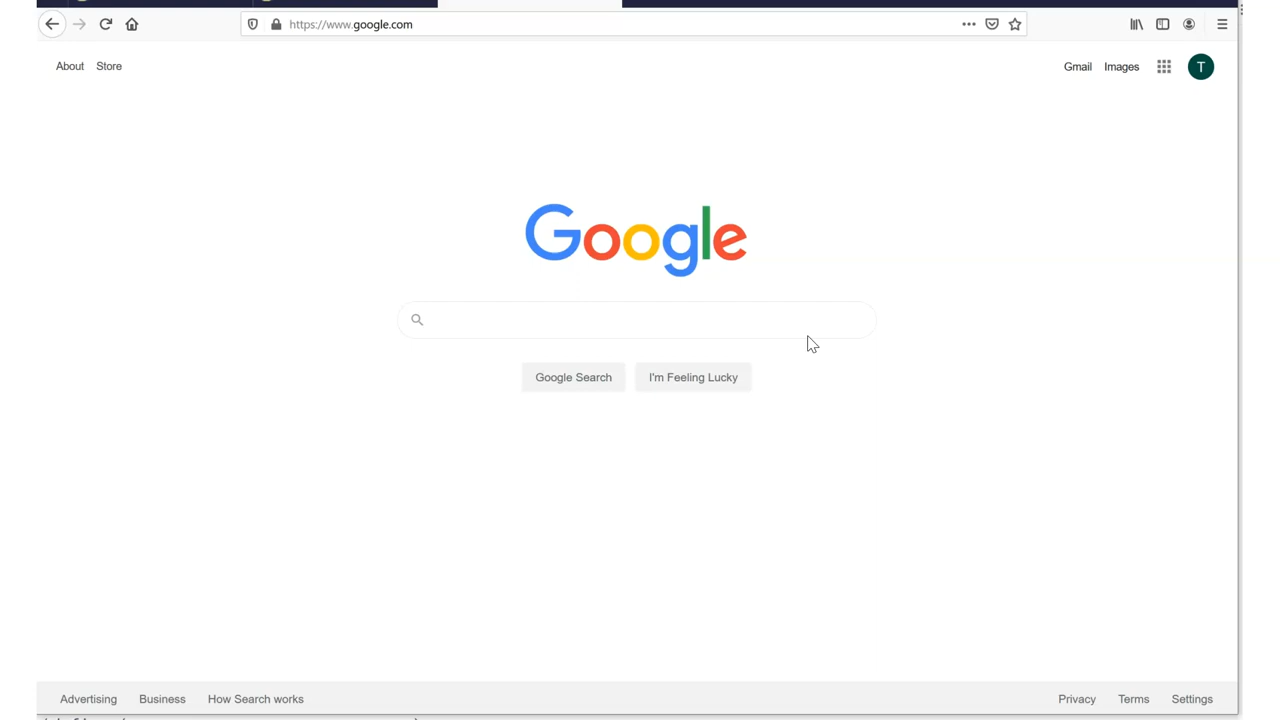 https://www.google.com
About Store
Gmail Images T
Google
Google Search I'm Feeling Lucky
Advertising Business How Search works
Privacy Terms Settings